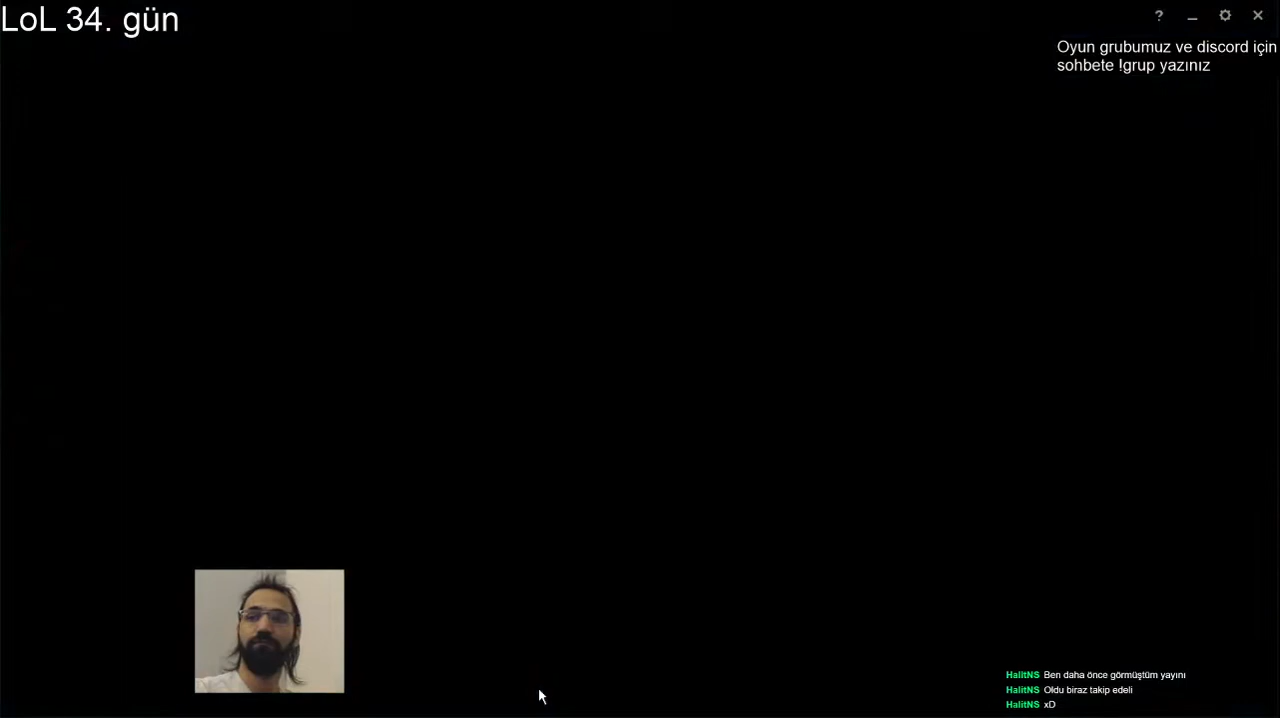 LoL 34. gün
Oyun grubumuz ve discord için
sohbete !grup yazınız
HalitNS Ben daha önce görmüştüm yayını
HalitNS Oldu biraz takip edeli
HalitNS xD